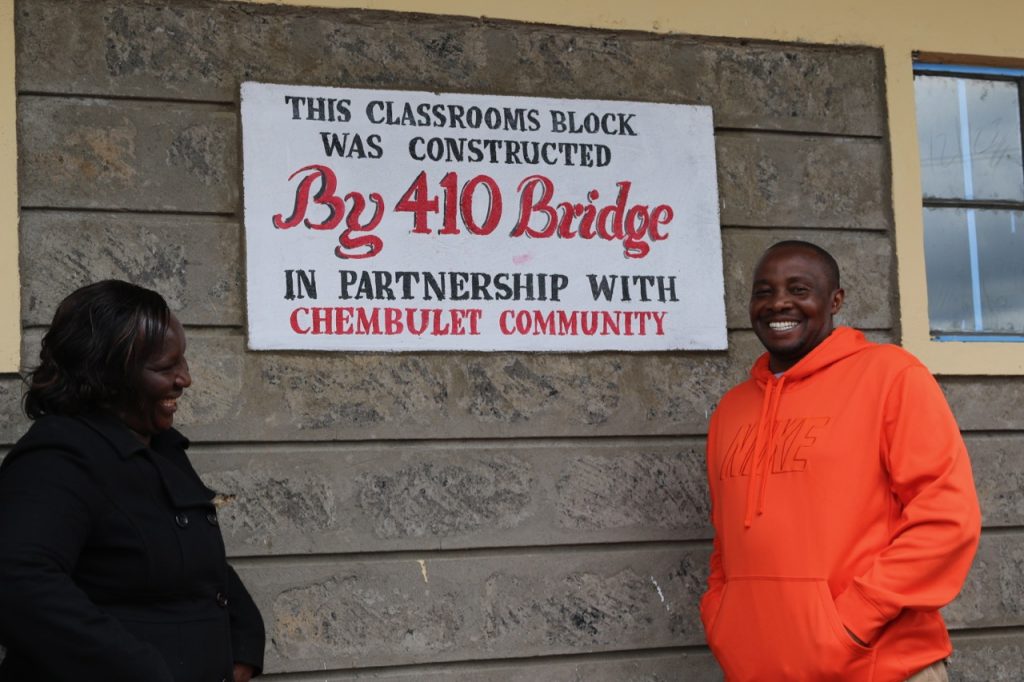 THIS CLASSROOMS BLOCK
WAS CONSTRUCTED
By 410 Bridge
IN PARTNERSHIP WITH
CHEMBULET COMMUNITY
NIKE